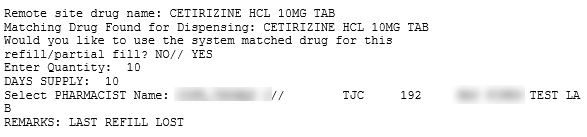 Remote site drug name: CETIRIZINE HCL 10MG TAB
Matching Drug Found for Dispensing: CETIRIZINE HCL 10MG TAB
Would you like to use the system matched drug for this
refill/partial fill? NO// YES
Enter Quantity:  10
DAYS SUPPLY:  10
Select PHARMACIST Name: // TJC 192 TEST LA
B
REMARKS: LAST REFILL LOST